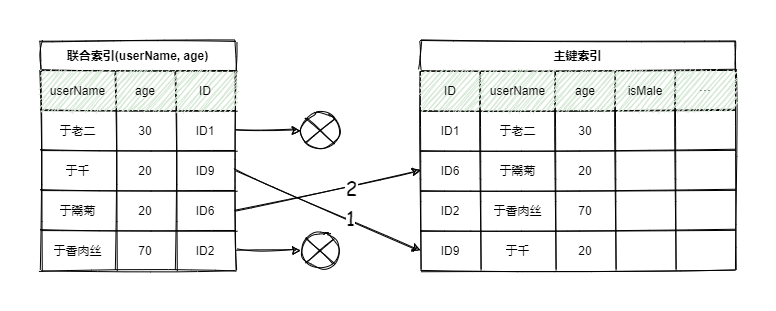 联合索引(userName, age)
userName age ID
于老二 30 ID1
于千 20 ID9
于鬻菊 20 ID6
于香肉丝 70 ID2
2
1
主键索引
ID userName age isMale ...
ID1 于老二 30
ID6 于鬻菊 20
ID2 于香肉丝 70
ID9 于千 20